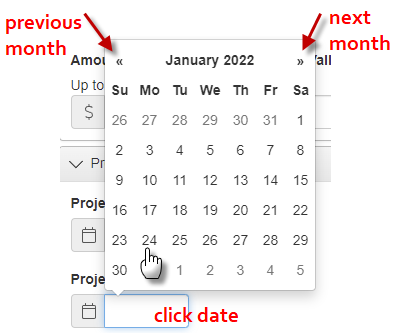 previous month
next month
« January 2022 »
Amou
Up to
$
Su Mo Tu We Th Fr Sa
26 27 28 29 30 31 1
2 3 4 5 6 7 8
9 10 11 12 13 14 15
16 17 18 19 20 21 22
23 24 25 26 27 28 29
30 1 2 3 4 5
Pr
Proje
Proje
click date